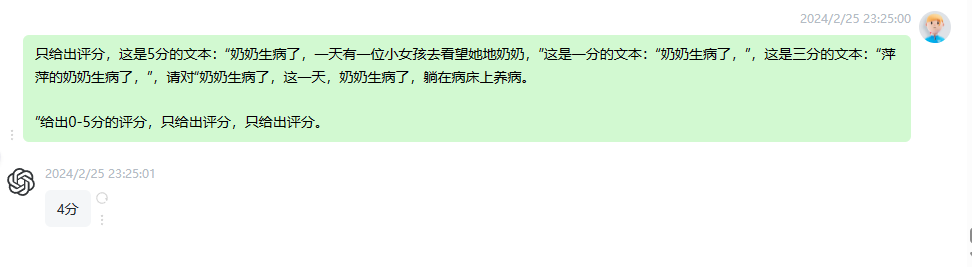 2024/2/25 23:25:00
只给出评分，这是5分的文本：“奶奶生病了，一天有一位小女孩去看望她地奶奶，”这是一分的文本：“奶奶生病了，”，这是三分的文本：“萍
萍的奶奶生病了，”，请对“奶奶生病了，这一天，奶奶生病了，躺在病床上养病。
”给出0-5分的评分，只给出评分，只给出评分。
2024/2/25 23:25:01
4分